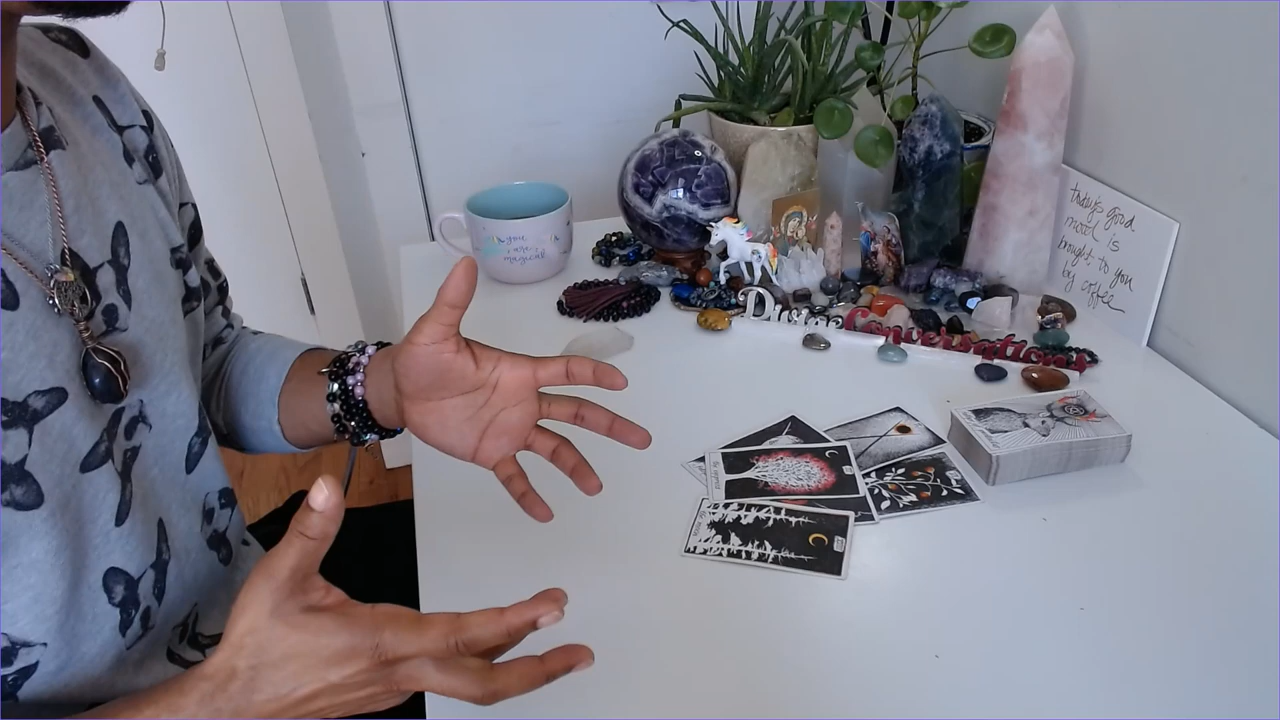 you
are
magical
today's good
mood is
brought to you
by coffee
Divine Conversations